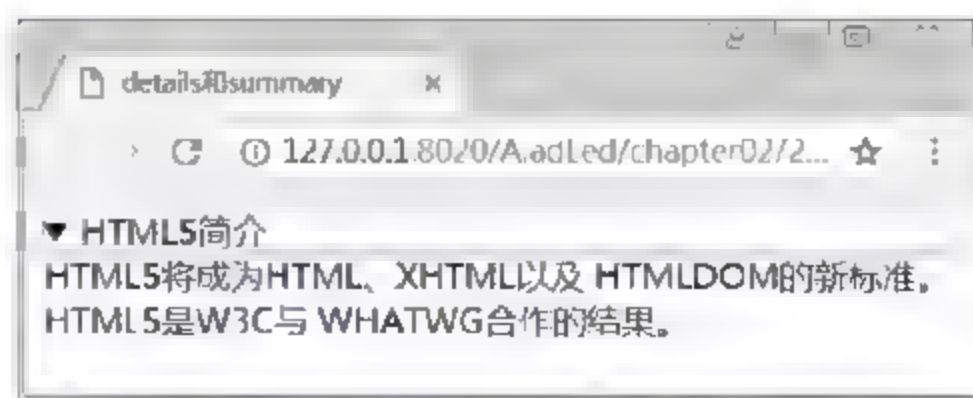 details和summary
127.0.0.1:8020/A.adLed/chapter02/2...
HTML5简介
HTML5将成为HTML、XHTML以及 HTMLDOM的新标准。
HTML5是W3C与 WHATWG合作的结果。